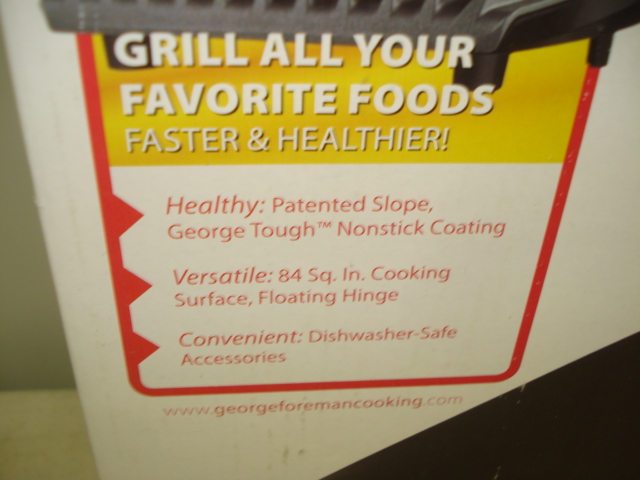 GRILL ALL YOUR
FAVORITE FOODS
FASTER & HEALTHIER!
Healthy: Patented Slope,
George Tough™ Nonstick Coating
Versatile: 84 Sq. In. Cooking
Surface, Floating Hinge
Convenient: Dishwasher-Safe
Accessories
www.georgeforemancooking.com